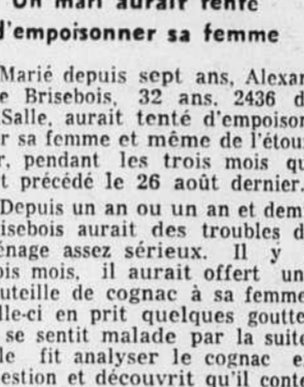 Un mari aurait tenté
d'empoisonner sa femme
Marié depuis sept ans, Alexan
e Brisebois, 32 ans, 2436 d
Salle, aurait tenté d'empoison
er sa femme et même de l'étou
r, pendant les trois mois qu
t précédé le 26 août dernier.
Depuis un an ou un an et dem
isebois aurait des troubles d
énage assez sérieux. Il y
ois mois, il aurait offert un
uteille de cognac à sa femme
lle-ci en prit quelques goutte
se sentit malade par la suite
le fit analyser le cognac e
estion et découvrit qu'il cont